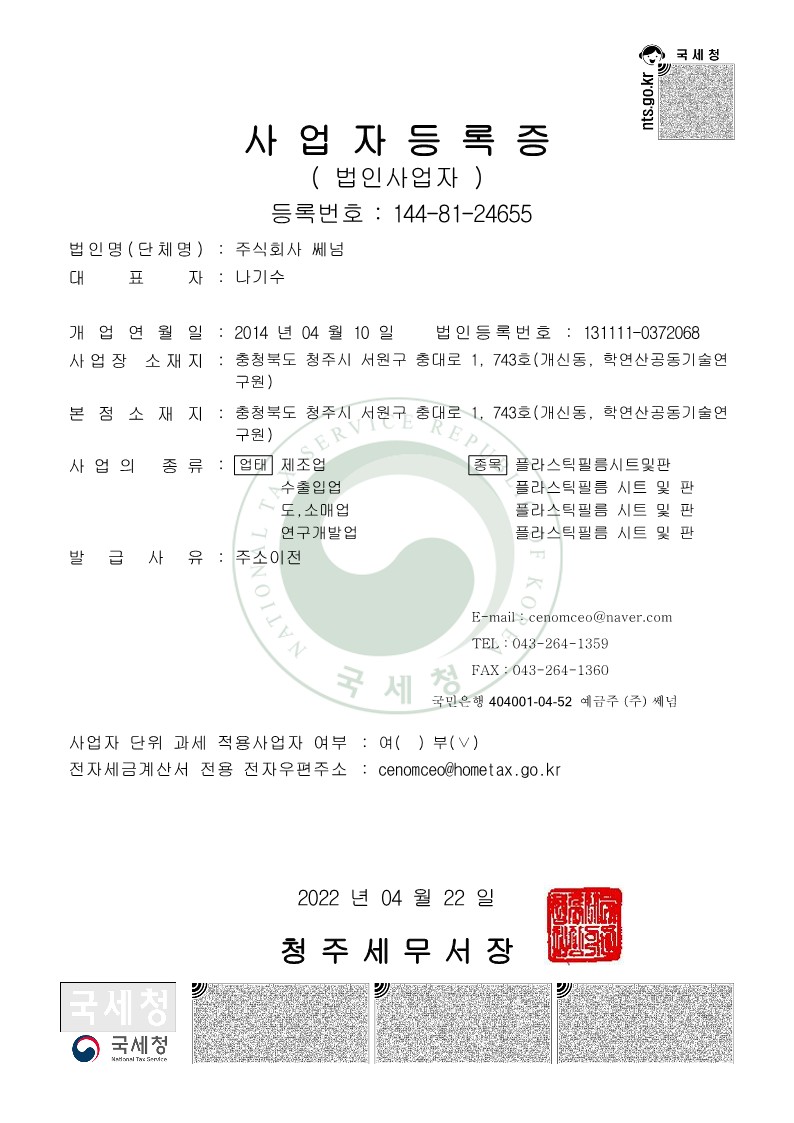 국세청
nts.go.kr
사업자등록증
( 법인사업자 )
등록번호 : 144-81-24655
법인명(단체명) : 주식회사 쎄넘
대 표 자 : 나기수
개 업 연 월 일 : 2014 년 04 월 10 일 법인등록번호 : 131111-0372068
사업장 소재지 : 충청북도 청주시 서원구 충대로 1, 743호(개신동, 학연산공동기술연
구원)
본 점 소 재 지 : 충청북도 청주시 서원구 충대로 1, 743호(개신동, 학연산공동기술연
구원)
사 업 의 종 류 : 업태 제조업 종목 플라스틱필름시트및판
수출입업 플라스틱필름 시트 및 판
도,소매업 플라스틱필름 시트 및 판
연구개발업 플라스틱필름 시트 및 판
발 급 사 유 : 주소이전
NATIONAL TAX SERVICE REPUBLIC OF KOREA
국세청
E-mail : cenomceo@naver.com
TEL : 043-264-1359
FAX : 043-264-1360
국민은행 404001-04-52 예금주 (주) 쎄넘
사업자 단위 과세 적용사업자 여부 : 여( ) 부(∨)
전자세금계산서 전용 전자우편주소 : cenomceo@hometax.go.kr
2022 년 04 월 22 일
청주세무서장
국세청
국세청
National Tax Service